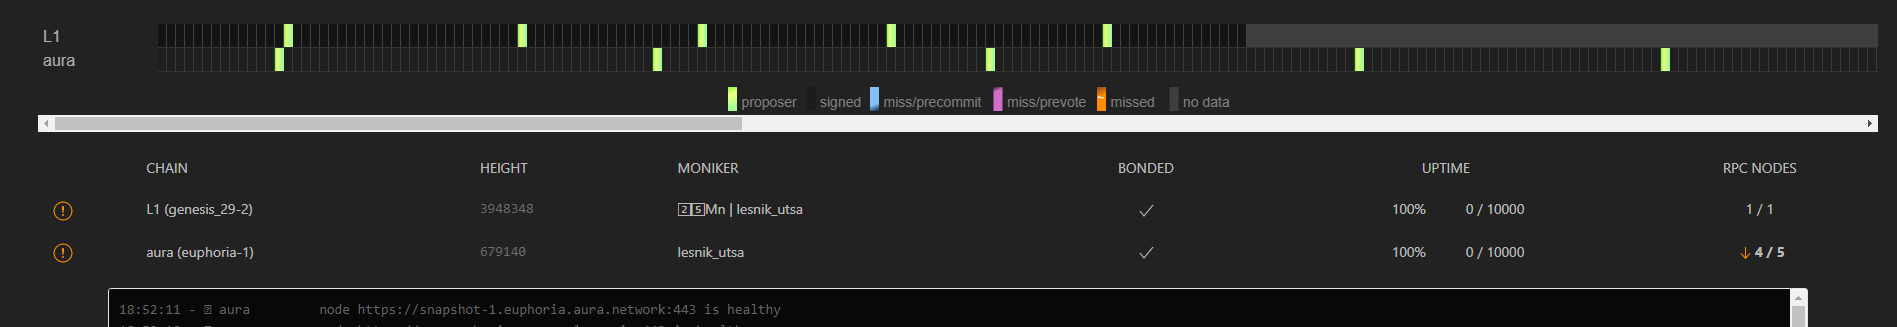 L1
aura
proposer signed miss/precommit miss/prevote missed no data
CHAIN HEIGHT MONIKER BONDED UPTIME RPC NODES
L1 (genesis_29-2) 3948348 25Mn | lesnik_utsa ✓ 100% 0 / 10000 1 / 1
aura (euphoria-1) 679140 lesnik_utsa ✓ 100% 0 / 10000 ↓ 4 / 5
18:52:11 - aura node https://snapshot-1.euphoria.aura.network:443 is healthy